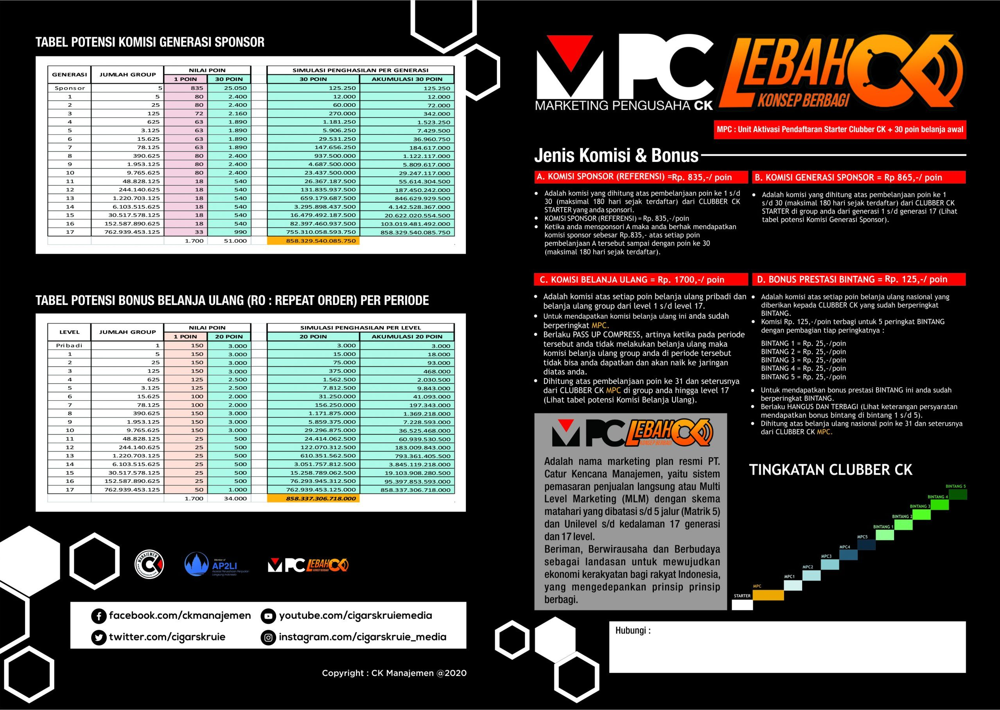 TABEL POTENSI KOMISI GENERASI SPONSOR
GENERASI JUMLAH GROUP NILAI POIN SIMULASI PENGHASILAN PER GENERASI
1 POIN 30 POIN 30 POIN AKUMULASI 30 POIN
Sponsor 5 835 25.050 125.250 125.250
1 5 80 2.400 12.000 12.000
2 25 80 2.400 60.000 72.000
3 125 72 2.160 270.000 342.000
4 625 63 1.890 1.181.250 1.523.250
5 3.125 63 1.890 5.906.250 7.429.500
6 15.625 63 1.890 29.531.250 36.960.750
7 78.125 63 1.890 147.656.250 184.617.000
8 390.625 80 2.400 937.500.000 1.122.117.000
9 1.953.125 80 2.400 4.687.500.000 5.809.617.000
10 9.765.625 80 2.400 23.437.500.000 29.247.117.000
11 48.828.125 18 540 26.367.187.500 55.614.304.500
12 244.140.625 18 540 131.835.937.500 187.450.242.000
13 1.220.703.125 18 540 659.179.687.500 846.629.929.500
14 6.103.515.625 18 540 3.295.898.437.500 4.142.528.367.000
15 30.517.578.125 18 540 16.479.492.187.500 20.622.020.554.500
16 152.587.890.625 18 540 82.397.460.937.500 103.019.481.492.000
17 762.939.453.125 33 990 755.310.058.593.750 858.329.540.085.750
1.700 51.000 858.329.540.085.750
TABEL POTENSI BONUS BELANJA ULANG (RO : REPEAT ORDER) PER PERIODE
LEVEL JUMLAH GROUP NILAI POIN SIMULASI PENGHASILAN PER LEVEL
1 POIN 20 POIN 20 POIN AKUMULASI 20 POIN
Pribadi 1 150 3.000 3.000 3.000
1 5 150 3.000 15.000 18.000
2 25 150 3.000 75.000 93.000
3 125 150 3.000 375.000 468.000
4 625 125 2.500 1.562.500 2.030.500
5 3.125 125 2.500 7.812.500 9.843.000
6 15.625 100 2.000 31.250.000 41.093.000
7 78.125 100 2.000 156.250.000 197.343.000
8 390.625 150 3.000 1.171.875.000 1.369.218.000
9 1.953.125 150 3.000 5.859.375.000 7.228.593.000
10 9.765.625 150 3.000 29.296.875.000 36.525.468.000
11 48.828.125 25 500 24.414.062.500 60.939.530.500
12 244.140.625 25 500 122.070.312.500 183.009.843.000
13 1.220.703.125 25 500 610.351.562.500 793.361.405.500
14 6.103.515.625 25 500 3.051.757.812.500 3.845.119.218.000
15 30.517.578.125 25 500 15.258.789.062.500 19.103.908.280.500
16 152.587.890.625 25 500 76.293.945.312.500 95.397.853.593.000
17 762.939.453.125 50 1.000 762.939.453.125.000 858.337.306.718.000
1.700 34.000 858.337.306.718.000
MANAJEMEN
CK
WWW.CIGARSKRUIE.COM
Member of
AP2LI
Asosiasi Perusahaan Penjualan
Langsung Indonesia
MPC LEBAH CK
KONSEP BERBAGI
facebook.com/ckmanajemen
youtube.com/cigarskruiemedia
twitter.com/cigarskruie
instagram.com/cigarskruie_media
Copyright : CK Manajemen @2020
MPC LEBAH CK
MARKETING PENGUSAHA CK
KONSEP BERBAGI
MPC : Unit Aktivasi Pendaftaran Starter Clubber CK + 30 poin belanja awal
Jenis Komisi & Bonus
A. KOMISI SPONSOR (REFERENSI) =Rp. 835,-/ poin
• Adalah komisi yang dihitung atas pembelanjaan poin ke 1 s/d
30 (maksimal 180 hari sejak terdaftar) dari CLUBBER CK
STARTER yang anda sponsori.
• KOMISI SPONSOR (REFERENSI) = Rp. 835,-/poin
• Ketika anda mensponsori A maka anda berhak mendapatkan
komisi sponsor sebesar Rp.835,- atas setiap poin
pembelanjaan A tersebut sampai dengan poin ke 30
(maksimal 180 hari sejak terdaftar).
B. KOMISI GENERASI SPONSOR = Rp 865,-/ poin
• Adalah komisi yang dihitung atas pembelanjaan poin ke 1
s/d 30 (maksimal 180 hari sejak terdaftar) dari CLUBBER CK
STARTER di group anda dari generasi 1 s/d generasi 17 (Lihat
tabel potensi Komisi Generasi Sponsor).
C. KOMISI BELANJA ULANG = Rp. 1700,-/ poin
• Adalah komisi atas setiap poin belanja ulang pribadi dan
belanja ulang group dari level 1 s/d level 17.
• Untuk mendapatkan komisi belanja ulang ini anda sudah
berperingkat MPC.
• Berlaku PASS UP COMPRESS, artinya ketika pada periode
tersebut anda tidak melakukan belanja ulang maka
komisi belanja ulang group anda di periode tersebut
tidak bisa anda dapatkan dan akan naik ke jaringan
diatas anda.
• Dihitung atas pembelanjaan poin ke 31 dan seterusnya
dari CLUBBER CK MPC di group anda hingga level 17
(Lihat tabel potensi Komisi Belanja Ulang).
D. BONUS PRESTASI BINTANG = Rp. 125,-/ poin
• Adalah komisi atas setiap poin belanja ulang nasional yang
diberikan kepada CLUBBER CK yang sudah berperingkat
BINTANG.
• Komisi Rp. 125,-/poin terbagi untuk 5 peringkat BINTANG
dengan pembagian tiap peringkatnya :
BINTANG 1 = Rp. 25,-/poin
BINTANG 2 = Rp. 25,-/poin
BINTANG 3 = Rp. 25,-/poin
BINTANG 4 = Rp. 25,-/poin
BINTANG 5 = Rp. 25,-/poin
• Untuk mendapatkan bonus prestasi BINTANG ini anda sudah
berperingkat BINTANG.
• Berlaku HANGUS DAN TERBAGI (Lihat keterangan persyaratan
mendapatkan bonus bintang di bintang 1 s/d 5).
• Dihitung atas belanja ulang nasional poin ke 31 dan seterusnya
dari CLUBBER CK MPC.
MPC LEBAH CK
KONSEP BERBAGI
Adalah nama marketing plan resmi PT.
Catur Kencana Manajemen, yaitu sistem
pemasaran penjualan langsung atau Multi
Level Marketing (MLM) dengan skema
matahari yang dibatasi s/d 5 jalur (Matrik 5)
dan Unilevel s/d kedalaman 17 generasi
dan 17 level.
Beriman, Berwirausaha dan Berbudaya
sebagai landasan untuk mewujudkan
ekonomi kerakyatan bagi rakyat Indonesia,
yang mengedepankan prinsip prinsip
berbagi.
TINGKATAN CLUBBER CK
BINTANG 5
BINTANG 4
BINTANG 3
BINTANG 2
BINTANG 1
MPC5
MPC4
MPC3
MPC2
MPC1
MPC
STARTER
Hubungi :